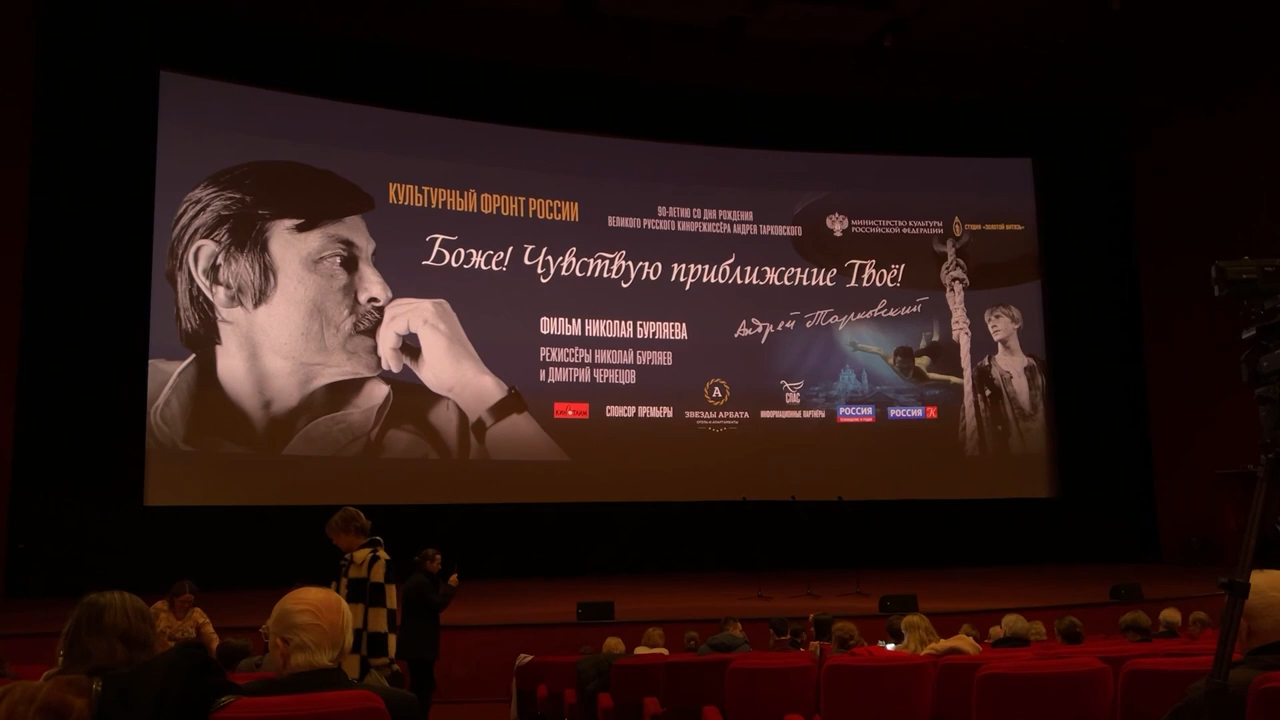 КУЛЬТУРНЫЙ ФРОНТ РОССИИ
90-ЛЕТИЮ СО ДНЯ РОЖДЕНИЯ
ВЕЛИКОГО РУССКОГО КИНОРЕЖИССЁРА АНДРЕЯ ТАРКОВСКОГО
МИНИСТЕРСТВО КУЛЬТУРЫ
РОССИЙСКОЙ ФЕДЕРАЦИИ
СТУДИЯ «ЗОЛОТОЙ ВИТЯЗЬ»
Боже! Чувствую приближение Твоё!
Андрей Тарковский
ФИЛЬМ НИКОЛАЯ БУРЛЯЕВА
РЕЖИССЁРЫ НИКОЛАЙ БУРЛЯЕВ
и ДМИТРИЙ ЧЕРНЕЦОВ
СПОНСОР ПРЕМЬЕРЫ
А
ЗВЕЗДЫ АРБАТА
ОТЕЛЬ И АПАРТАМЕНТЫ
СПАС
ИНФОРМАЦИОННЫЕ ПАРТНЁРЫ
РОССИЯ
РОССИЯ К